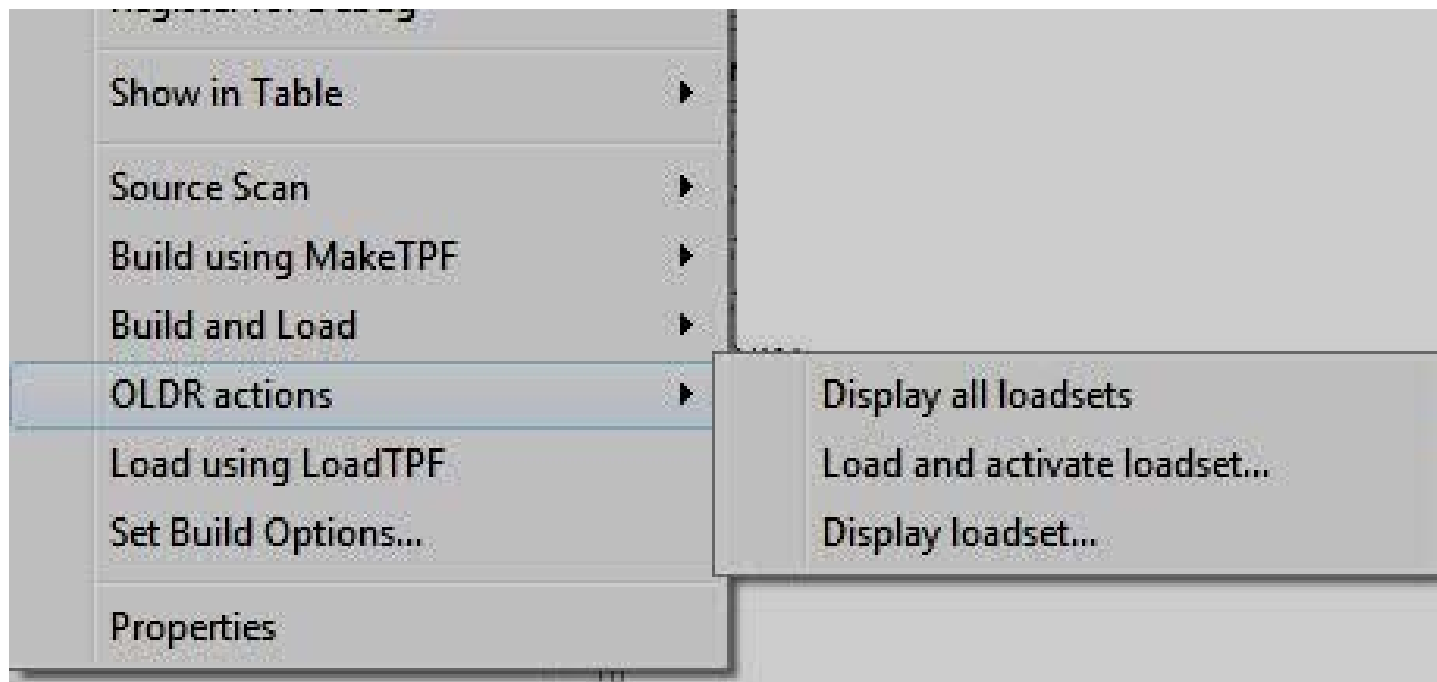 Show in Table
Source Scan
Build using MakeTPF
Build and Load
OLDR actions
Load using LoadTPF
Set Build Options...
Properties
Display all loadsets
Load and activate loadset...
Display loadset...